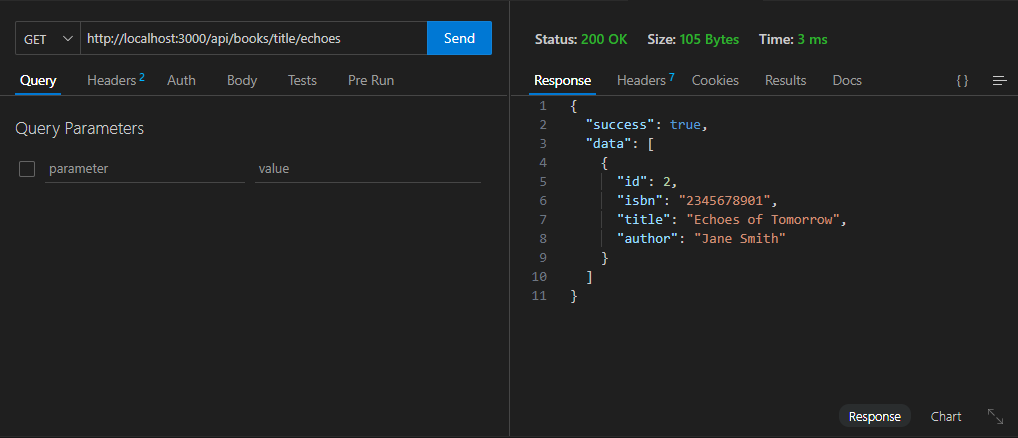 GET http://localhost:3000/api/books/title/echoes Send
Query Headers 2 Auth Body Tests Pre Run
Query Parameters
parameter value
Status: 200 OK Size: 105 Bytes Time: 3 ms
Response Headers 7 Cookies Results Docs { }
1 {
2 "success": true,
3 "data": [
4 {
5 "id": 2,
6 "isbn": "2345678901",
7 "title": "Echoes of Tomorrow",
8 "author": "Jane Smith"
9 }
10 ]
11 }
Response Chart